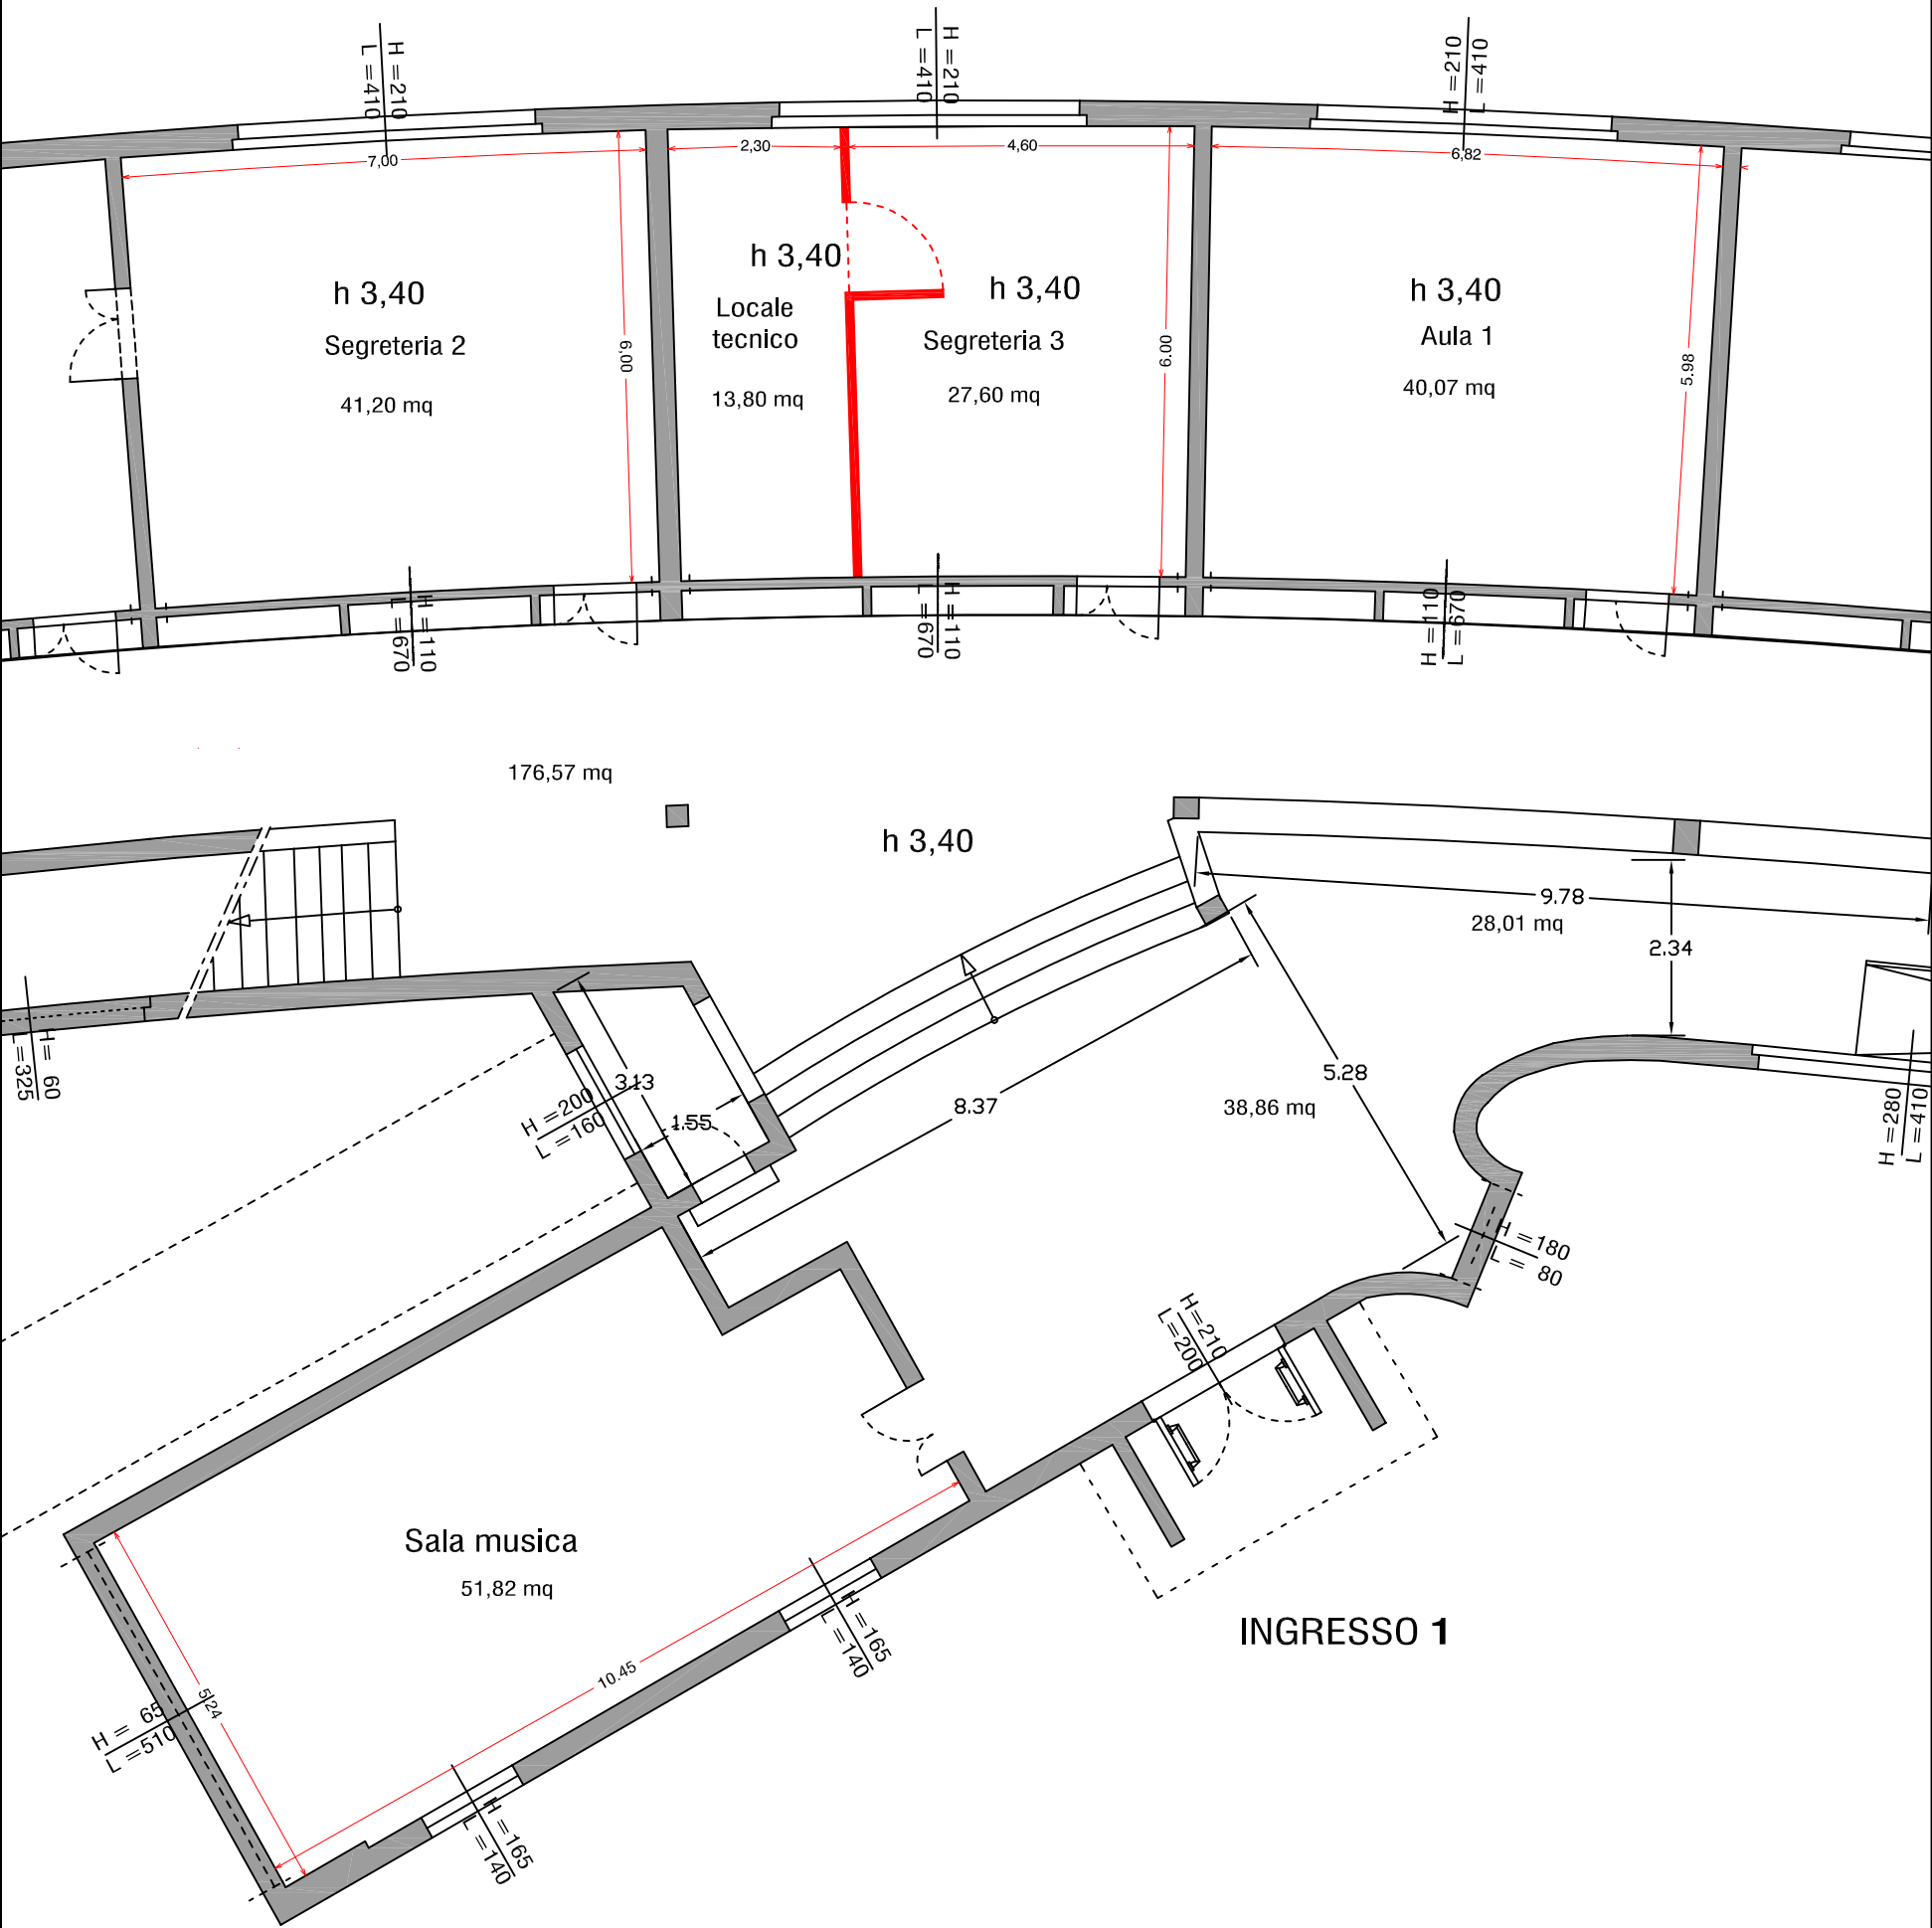 H =210
L =410
H =210
L =410
H =210
L =410
7,00
2,30
4,60
6,82
h 3,40
Segreteria 2
41,20 mq
6,00
h 3,40
Locale
tecnico
13,80 mq
h 3,40
Segreteria 3
27,60 mq
6.00
h 3,40
Aula 1
40,07 mq
5.98
H =110
L =670
H =110
L =670
H =110
L =670
176,57 mq
h 3,40
9.78
28,01 mq
2.34
H = 60
L =325
3.13
H =200
L =160
1.55
8.37
5.28
38,86 mq
H =280
L =410
H =180
L = 80
H =210
L =200
Sala musica
51,82 mq
INGRESSO 1
10.45
H =165
L =140
5.24
H = 65
L =510
H =165
L =140